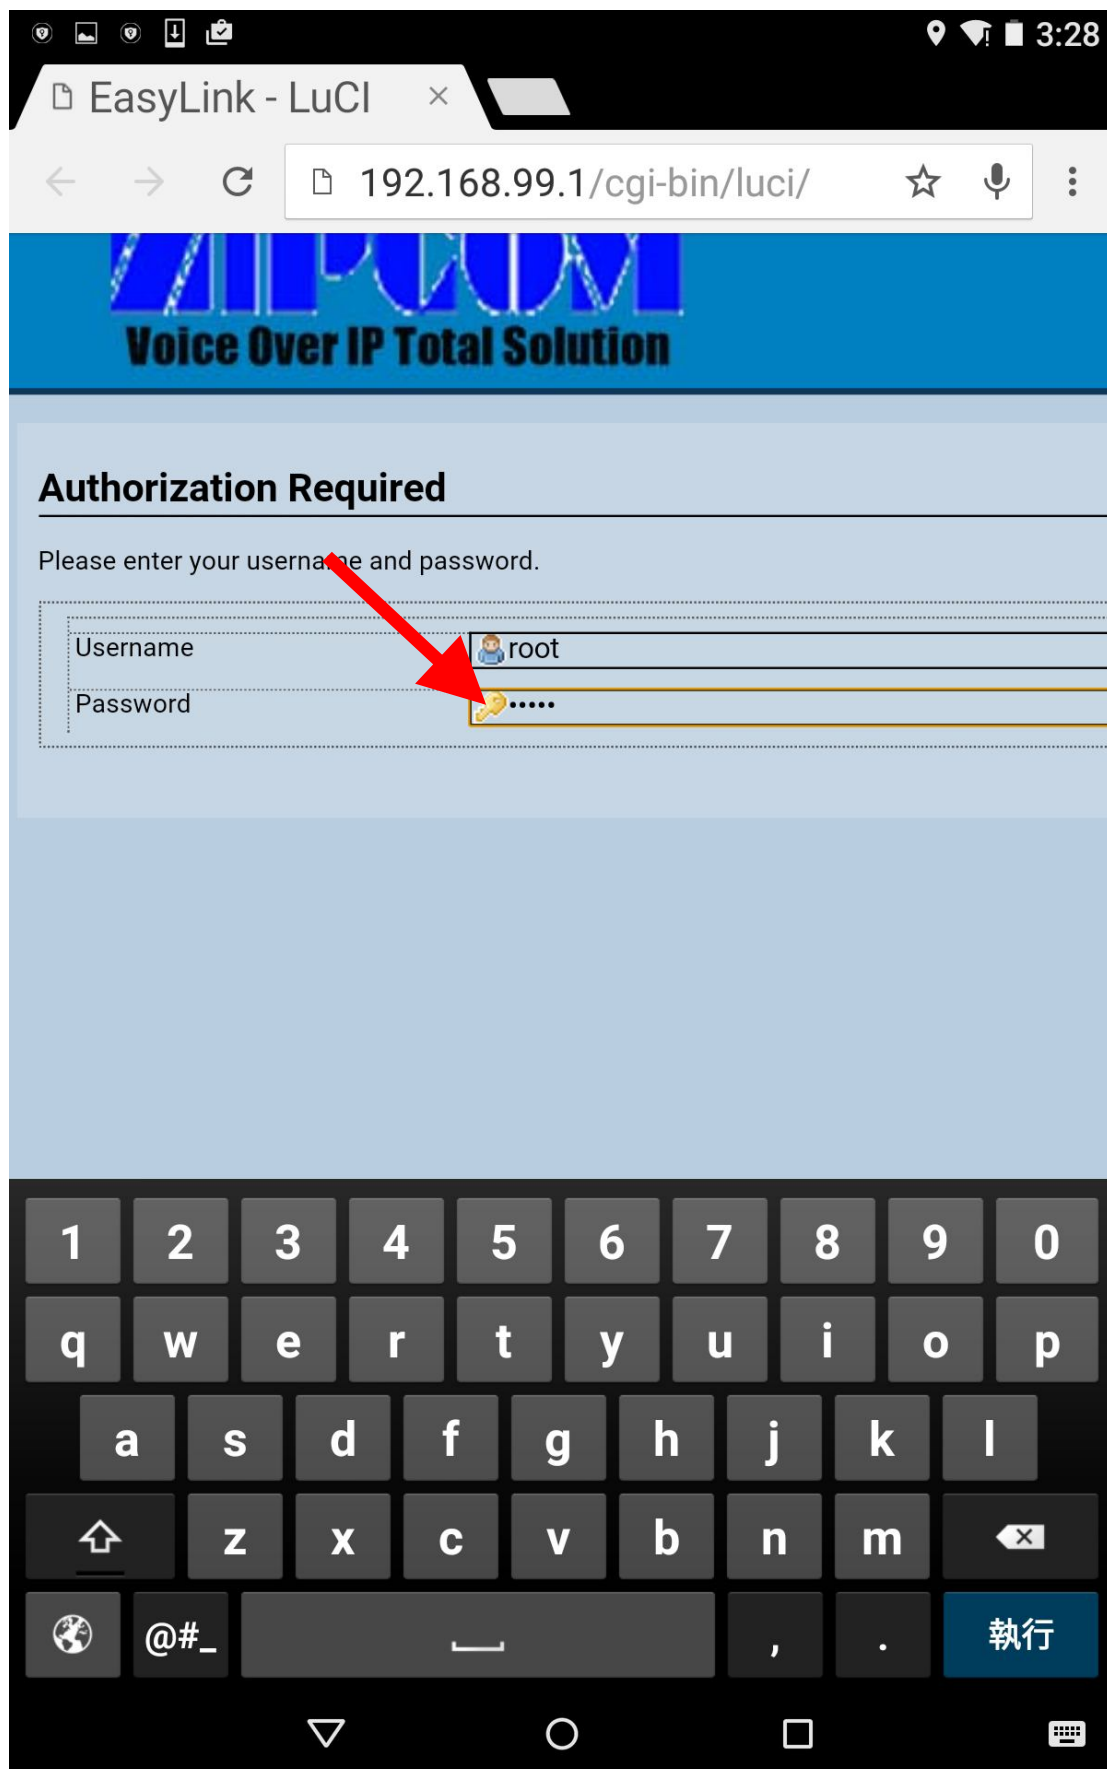 3:28
EasyLink - LuCI
192.168.99.1/cgi-bin/luci/
ZIPCOM
Voice Over IP Total Solution
Authorization Required
Please enter your username and password.
Username root
Password •••••
1 2 3 4 5 6 7 8 9 0
q w e r t y u i o p
a s d f g h j k l
z x c v b n m
@#_ , . 執行